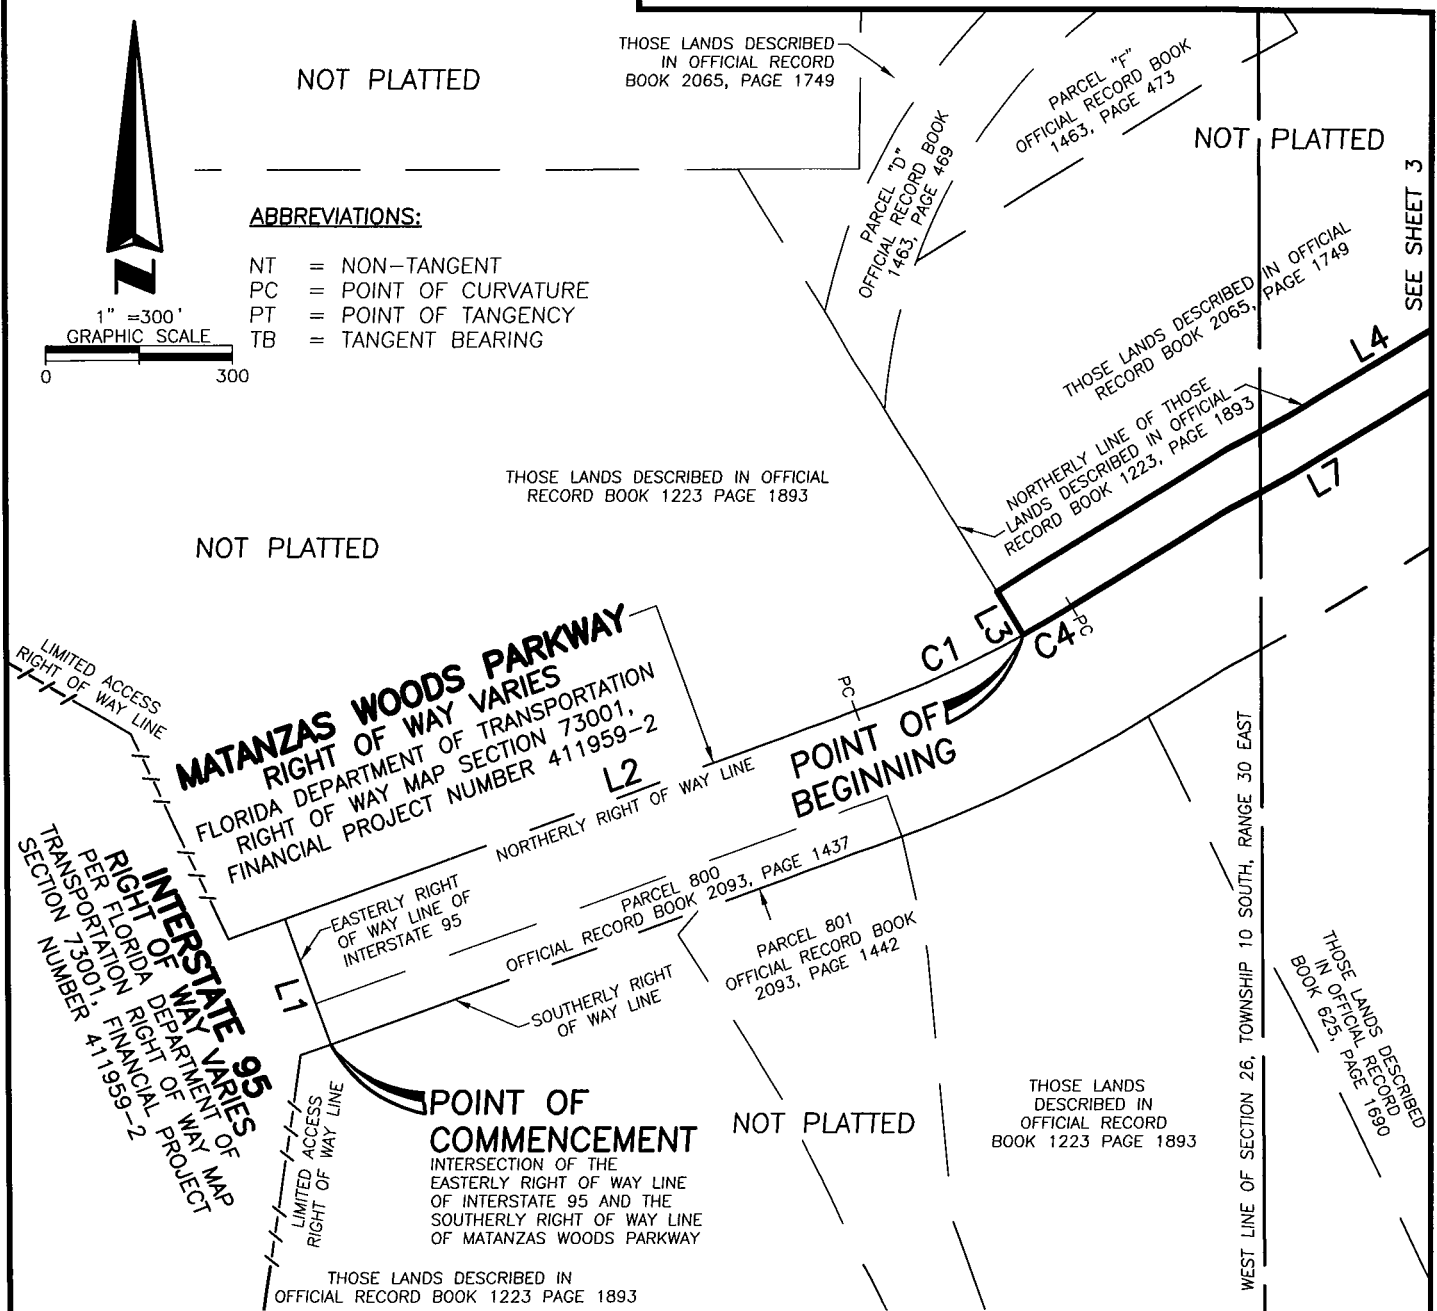 NOT PLATTED
THOSE LANDS DESCRIBED
IN OFFICIAL RECORD
BOOK 2065, PAGE 1749
PARCEL "F"
OFFICIAL RECORD BOOK
1463, PAGE 473
PARCEL "D"
OFFICIAL RECORD BOOK
1463, PAGE 469
NOT PLATTED
SEE SHEET 3
N
1" =300'
GRAPHIC SCALE
0
300
ABBREVIATIONS:
NT = NON-TANGENT
PC = POINT OF CURVATURE
PT = POINT OF TANGENCY
TB = TANGENT BEARING
THOSE LANDS DESCRIBED IN OFFICIAL
RECORD BOOK 2065, PAGE 1749
L4
NORTHERLY LINE OF THOSE
LANDS DESCRIBED IN OFFICIAL
RECORD BOOK 1223, PAGE 1893
L7
THOSE LANDS DESCRIBED IN OFFICIAL
RECORD BOOK 1223 PAGE 1893
NOT PLATTED
L3
C4
PC
C1
PC
LIMITED ACCESS
RIGHT OF WAY LINE
MATANZAS WOODS PARKWAY
RIGHT OF WAY VARIES
FLORIDA DEPARTMENT OF TRANSPORTATION
RIGHT OF WAY MAP SECTION 73001,
FINANCIAL PROJECT NUMBER 411959-2
L2
NORTHERLY RIGHT OF WAY LINE
POINT OF
BEGINNING
INTERSTATE 95
RIGHT OF WAY VARIES
PER FLORIDA DEPARTMENT OF
TRANSPORTATION RIGHT OF WAY MAP
SECTION 73001, FINANCIAL PROJECT
NUMBER 411959-2
EASTERLY RIGHT
OF WAY LINE OF
INTERSTATE 95
L1
PARCEL 800
OFFICIAL RECORD BOOK 2093, PAGE 1437
PARCEL 801
OFFICIAL RECORD BOOK
2093, PAGE 1442
SOUTHERLY RIGHT
OF WAY LINE
WEST LINE OF SECTION 26, TOWNSHIP 10 SOUTH, RANGE 30 EAST
THOSE LANDS DESCRIBED
IN OFFICIAL RECORD
BOOK 625, PAGE 1690
LIMITED ACCESS
RIGHT OF WAY LINE
POINT OF
COMMENCEMENT
INTERSECTION OF THE
EASTERLY RIGHT OF WAY LINE
OF INTERSTATE 95 AND THE
SOUTHERLY RIGHT OF WAY LINE
OF MATANZAS WOODS PARKWAY
NOT PLATTED
THOSE LANDS
DESCRIBED IN
OFFICIAL RECORD
BOOK 1223 PAGE 1893
THOSE LANDS DESCRIBED IN
OFFICIAL RECORD BOOK 1223 PAGE 1893